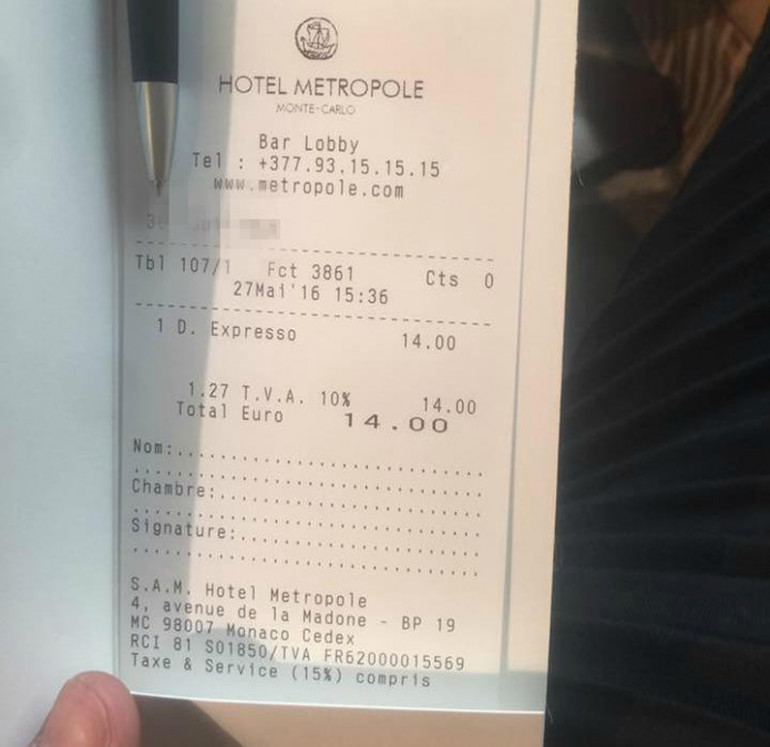 HOTEL METROPOLE
MONTE-CARLO
Bar Lobby
Tel : +377.93.15.15.15
www.metropole.com
Tbl 107/1 Fct 3861 Cts 0
27Mai'16 15:36
1 D. Expresso 14.00
1.27 T.V.A. 10% 14.00
Total Euro 14.00
Nom:
Chambre:
Signature:
S.A.M. Hotel Metropole
4, avenue de la Madone - BP 19
MC 98007 Monaco Cedex
RCI 81 S01850/TVA FR62000015569
Taxe & Service (15%) compris